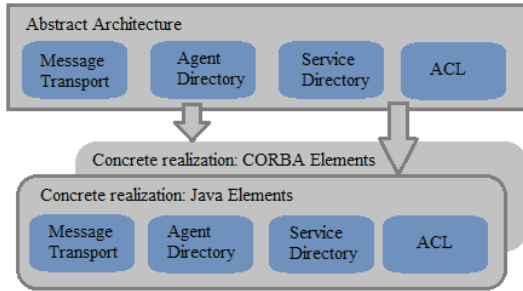 Abstract Architecture
Message
Transport
Agent
Directory
Service
Directory
ACL
Concrete realization: CORBA Elements
Concrete realization: Java Elements
Message
Transport
Agent
Directory
Service
Directory
ACL